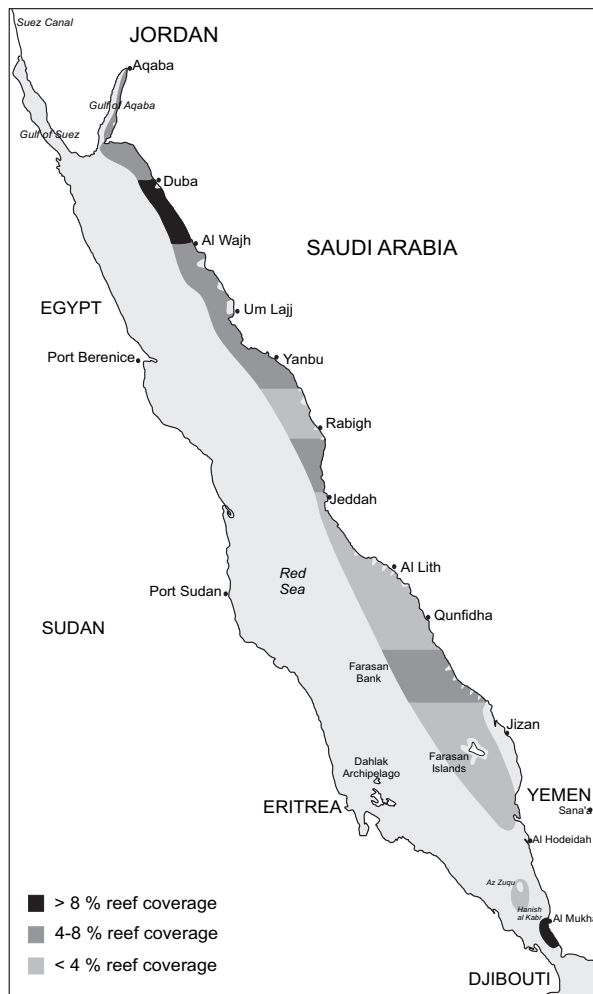 Suez Canal
JORDAN
Aqaba
Gulf of Aqaba
Gulf of Suez
Duba
Al Wajh
SAUDI ARABIA
EGYPT
Um Lajj
Port Berenice
Yanbu
Rabigh
Jeddah
Al Lith
Red
Sea
Port Sudan
Qunfidha
SUDAN
Farasan
Bank
Jizan
Farasan
Islands
Dahlak
Archipelago
YEMEN
Sana'a
ERITREA
Al Hodeidah
Az Zuqu
Hanish
al Kabr
Al Mukha
> 8 % reef coverage
4-8 % reef coverage
< 4 % reef coverage
DJIBOUTI